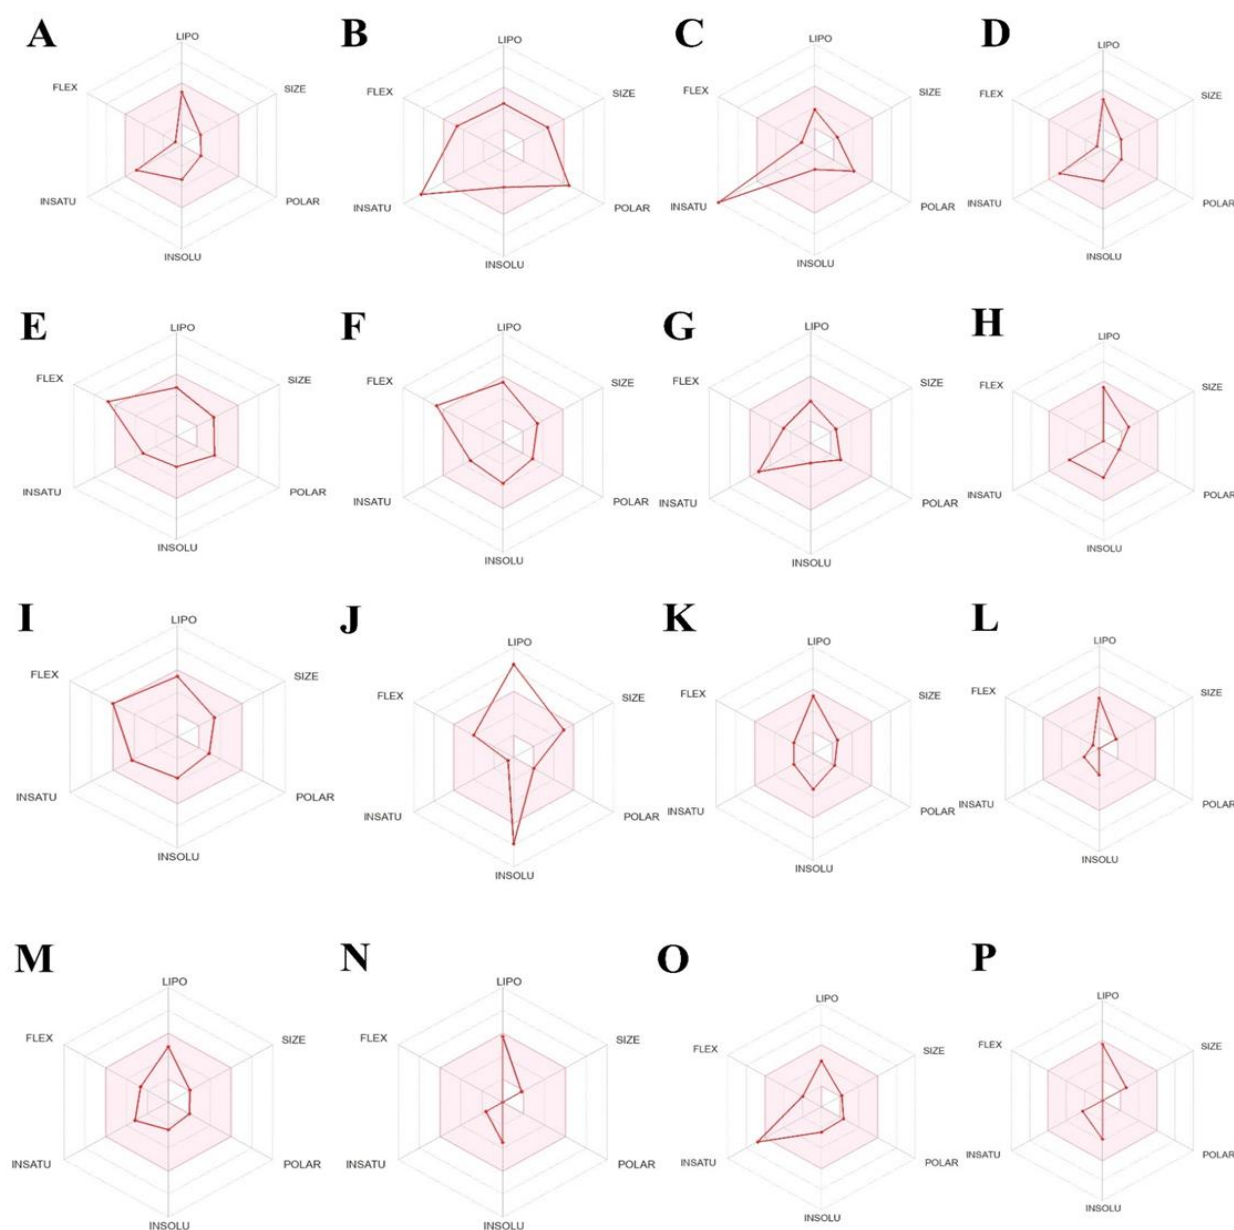 A B C D
LIPO LIPO LIPO LIPO
FLEX SIZE FLEX SIZE FLEX SIZE FLEX SIZE
INSATU POLAR INSATU POLAR INSATU POLAR INSATU POLAR
INSOLU INSOLU INSOLU INSOLU
E F G H
LIPO LIPO LIPO LIPO
FLEX SIZE FLEX SIZE FLEX SIZE FLEX SIZE
INSATU POLAR INSATU POLAR INSATU POLAR INSATU POLAR
INSOLU INSOLU INSOLU INSOLU
I J K L
LIPO LIPO LIPO LIPO
FLEX SIZE FLEX SIZE FLEX SIZE FLEX SIZE
INSATU POLAR INSATU POLAR INSATU POLAR INSATU POLAR
INSOLU INSOLU INSOLU INSOLU
M N O P
LIPO LIPO LIPO LIPO
FLEX SIZE FLEX SIZE FLEX SIZE FLEX SIZE
INSATU POLAR INSATU POLAR INSATU POLAR INSATU POLAR
INSOLU INSOLU INSOLU INSOLU